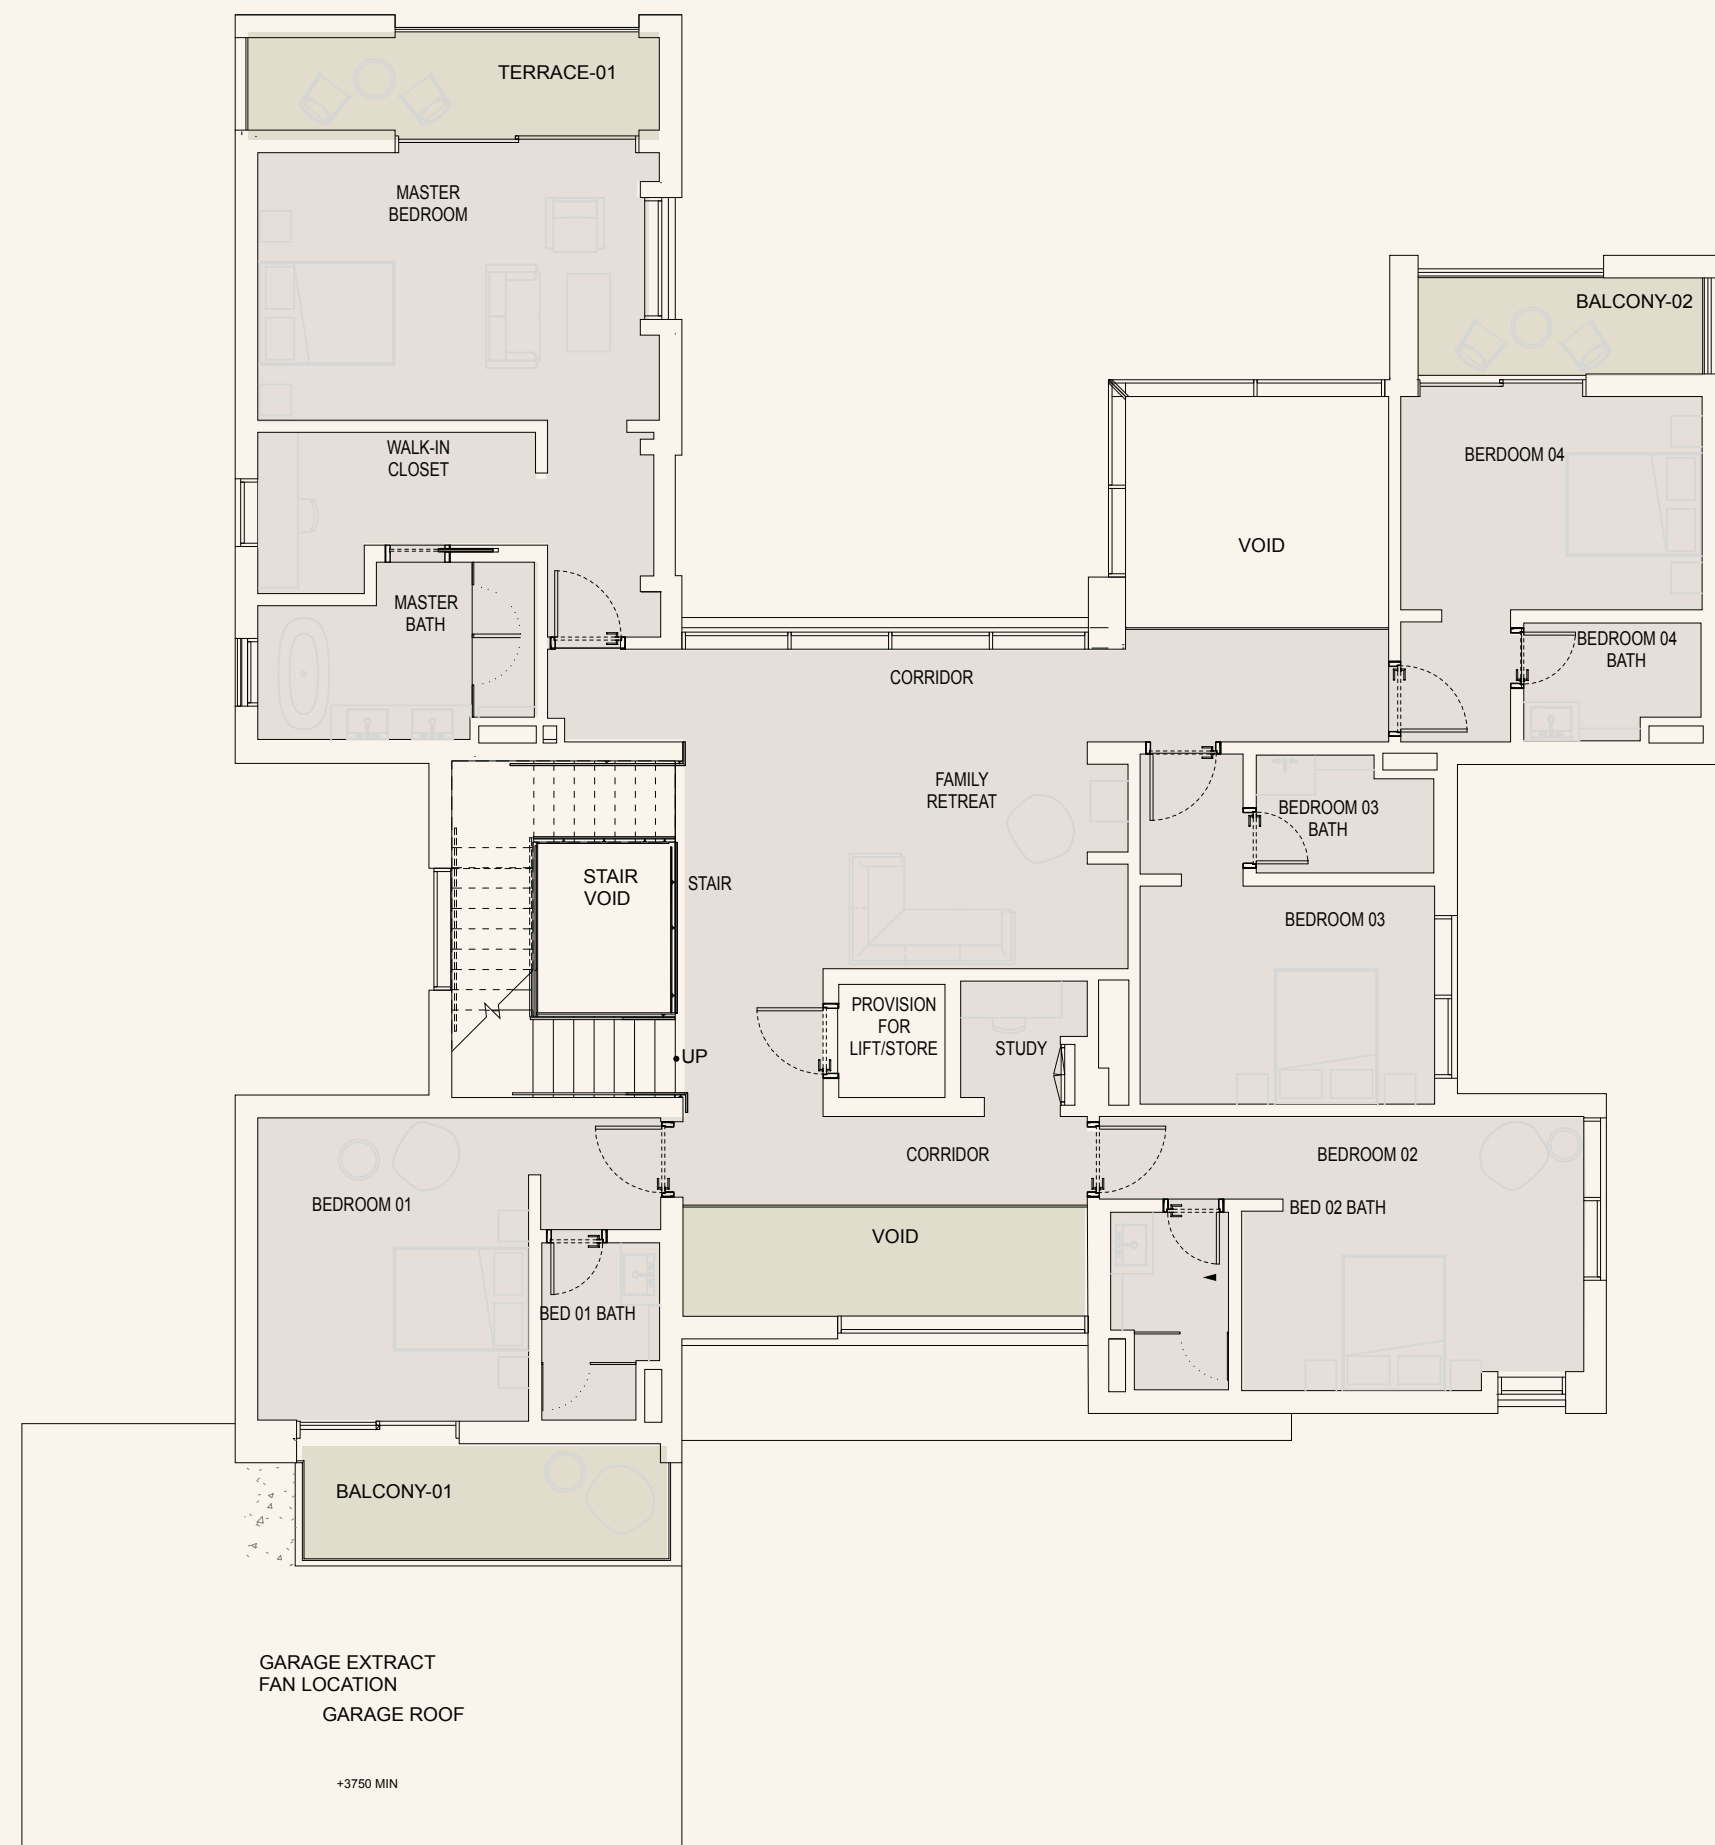 TERRACE-01
MASTER
BEDROOM
BALCONY-02
WALK-IN
CLOSET
BERDOOM 04
VOID
MASTER
BATH
BEDROOM 04
BATH
CORRIDOR
FAMILY
RETREAT
BEDROOM 03
BATH
STAIR
VOID
STAIR
BEDROOM 03
PROVISION
FOR
LIFT/STORE
STUDY
UP
CORRIDOR
BEDROOM 02
BEDROOM 01
BED 02 BATH
VOID
BED 01 BATH
BALCONY-01
GARAGE EXTRACT
FAN LOCATION
GARAGE ROOF
+3750 MIN